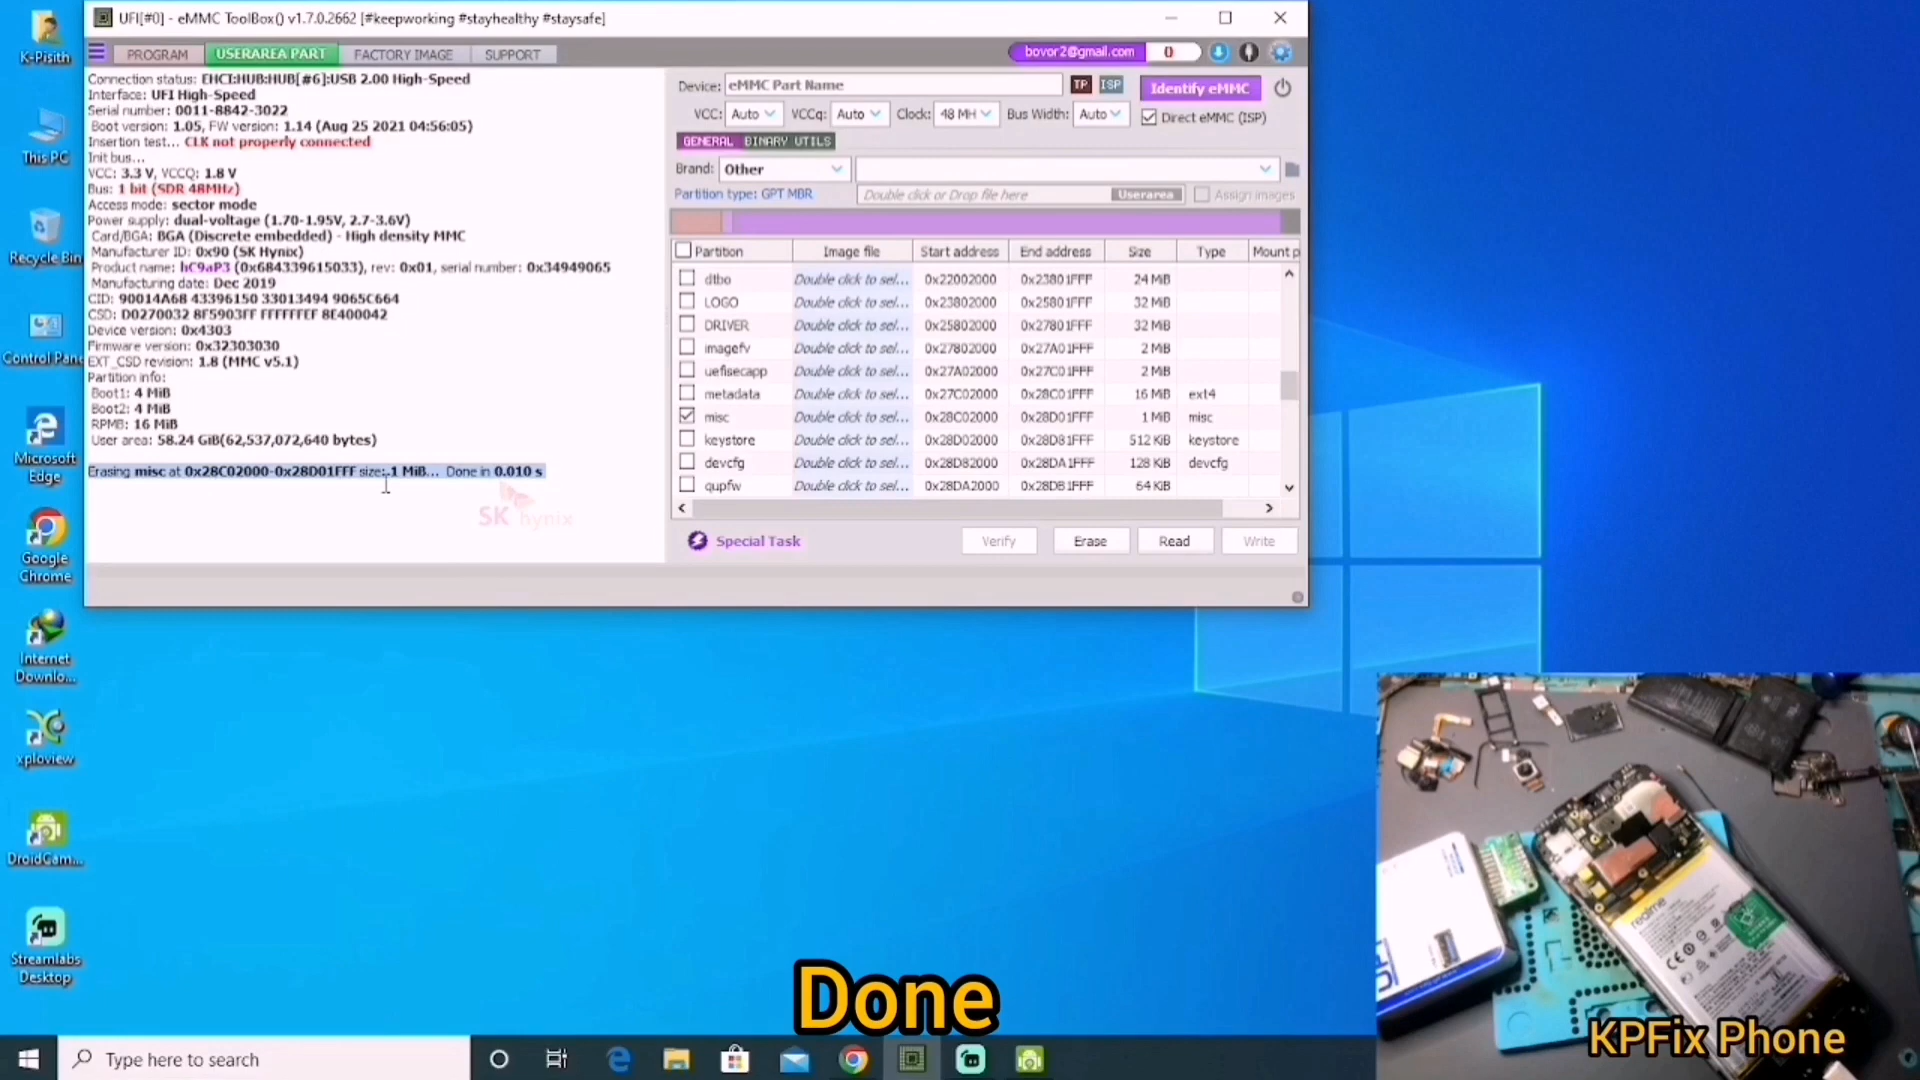 UFI[#0] - eMMC ToolBox() v1.7.0.2662 [#keepworking #stayhealthy #staysafe]
PROGRAM USERAREA PART FACTORY IMAGE SUPPORT
bovor2@gmail.com 0
Connection status: EHCI:HUB:HUB[#6]:USB 2.00 High-Speed
Interface: UFI High-Speed
Serial number: 0011-8842-3022
Boot version: 1.05, FW version: 1.14 (Aug 25 2021 04:56:05)
Insertion test... CLK not properly connected
Init bus...
VCC: 3.3 V, VCCQ: 1.8 V
Bus: 1 bit (SDR 48MHz)
Access mode: sector mode
Power supply: dual-voltage (1.70-1.95V, 2.7-3.6V)
Card/BGA: BGA (Discrete embedded) - High density MMC
Manufacturer ID: 0x90 (SK Hynix)
Product name: hC9aP3 (0x684339615033), rev: 0x01, serial number: 0x34949065
Manufacturing date: Dec 2019
CID: 90014A68 43396150 33013494 9065C664
CSD: D0270032 8F5903FF FFFFFFEF 8E400042
Device version: 0x4303
Firmware version: 0x32303030
EXT_CSD revision: 1.8 (MMC v5.1)
Partition info:
Boot1: 4 MiB
Boot2: 4 MiB
RPMB: 16 MiB
User area: 58.24 GiB(62,537,072,640 bytes)
Erasing misc at 0x28C02000-0x28D01FFF size: 1 MiB... Done in 0.010 s
SK hynix
Device: eMMC Part Name TP ISP Identify eMMC
VCC: Auto VCCq: Auto Clock: 48 MH Bus Width: Auto Direct eMMC (ISP)
GENERAL BINARY UTILS
Brand: Other
Partition type: GPT MBR Double click or Drop file here Userarea Assign images
Partition Image file Start address End address Size Type Mount p
dtbo Double click to sel... 0x22002000 0x23801FFF 24 MiB
LOGO Double click to sel... 0x23802000 0x25801FFF 32 MiB
DRIVER Double click to sel... 0x25802000 0x27801FFF 32 MiB
imagefv Double click to sel... 0x27802000 0x27A01FFF 2 MiB
uefisecapp Double click to sel... 0x27A02000 0x27C01FFF 2 MiB
metadata Double click to sel... 0x27C02000 0x28C01FFF 16 MiB ext4
misc Double click to sel... 0x28C02000 0x28D01FFF 1 MiB misc
keystore Double click to sel... 0x28D02000 0x28D81FFF 512 KiB keystore
devcfg Double click to sel... 0x28D82000 0x28DA1FFF 128 KiB devcfg
qupfw Double click to sel... 0x28DA2000 0x28DB1FFF 64 KiB
Special Task Verify Erase Read Write
K-Pisith
This PC
Recycle Bin
Control Pane
Microsoft
Edge
Google
Chrome
Internet
Downlo...
xploview
DroidCam...
Streamlabs
Desktop
realme
UFI
Done
KPFix Phone
Type here to search